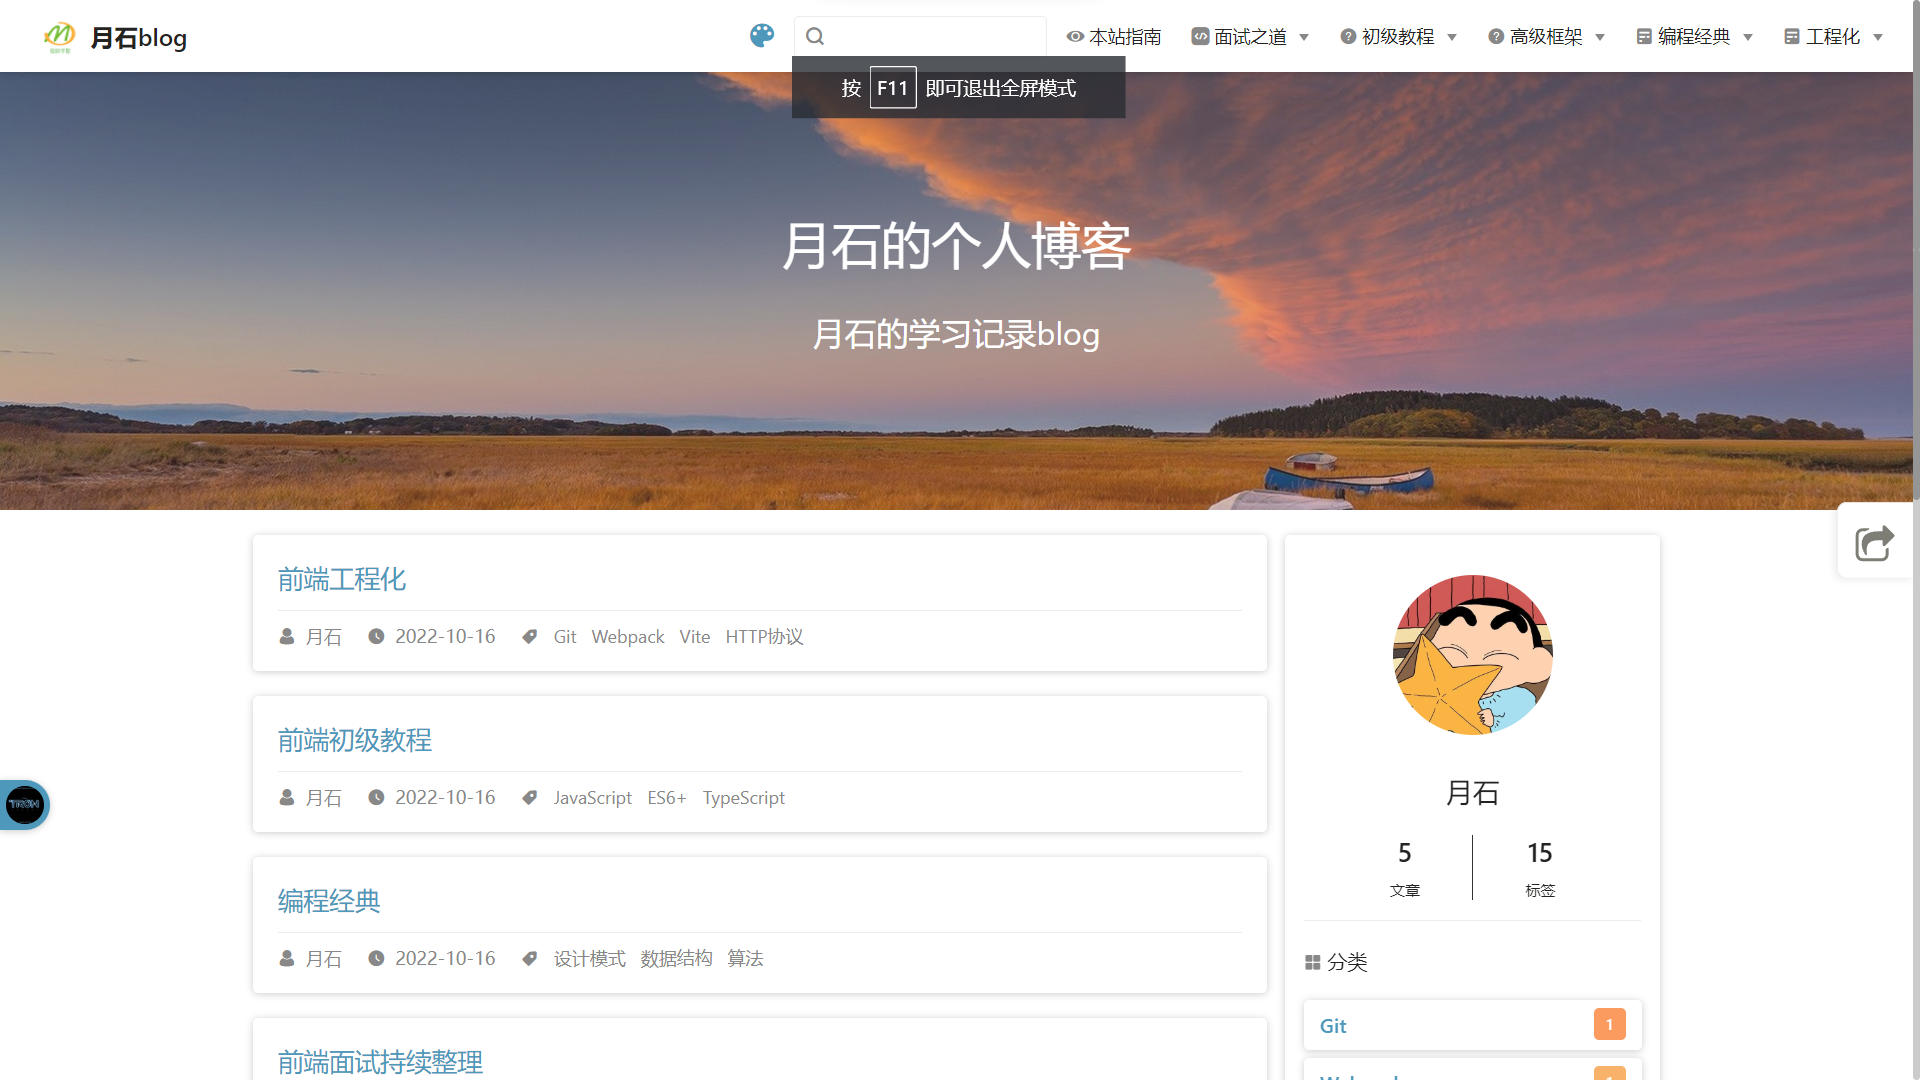 月石blog
本站指南 面试之道 初级教程 高级框架 编程经典 工程化
按 F11 即可退出全屏模式
月石的个人博客
月石的学习记录blog
前端工程化
月石 2022-10-16 Git Webpack Vite HTTP协议
前端初级教程
月石 2022-10-16 JavaScript ES6+ TypeScript
编程经典
月石 2022-10-16 设计模式 数据结构 算法
前端面试持续整理
TRON
月石
5 15
文章 标签
分类
Git 1